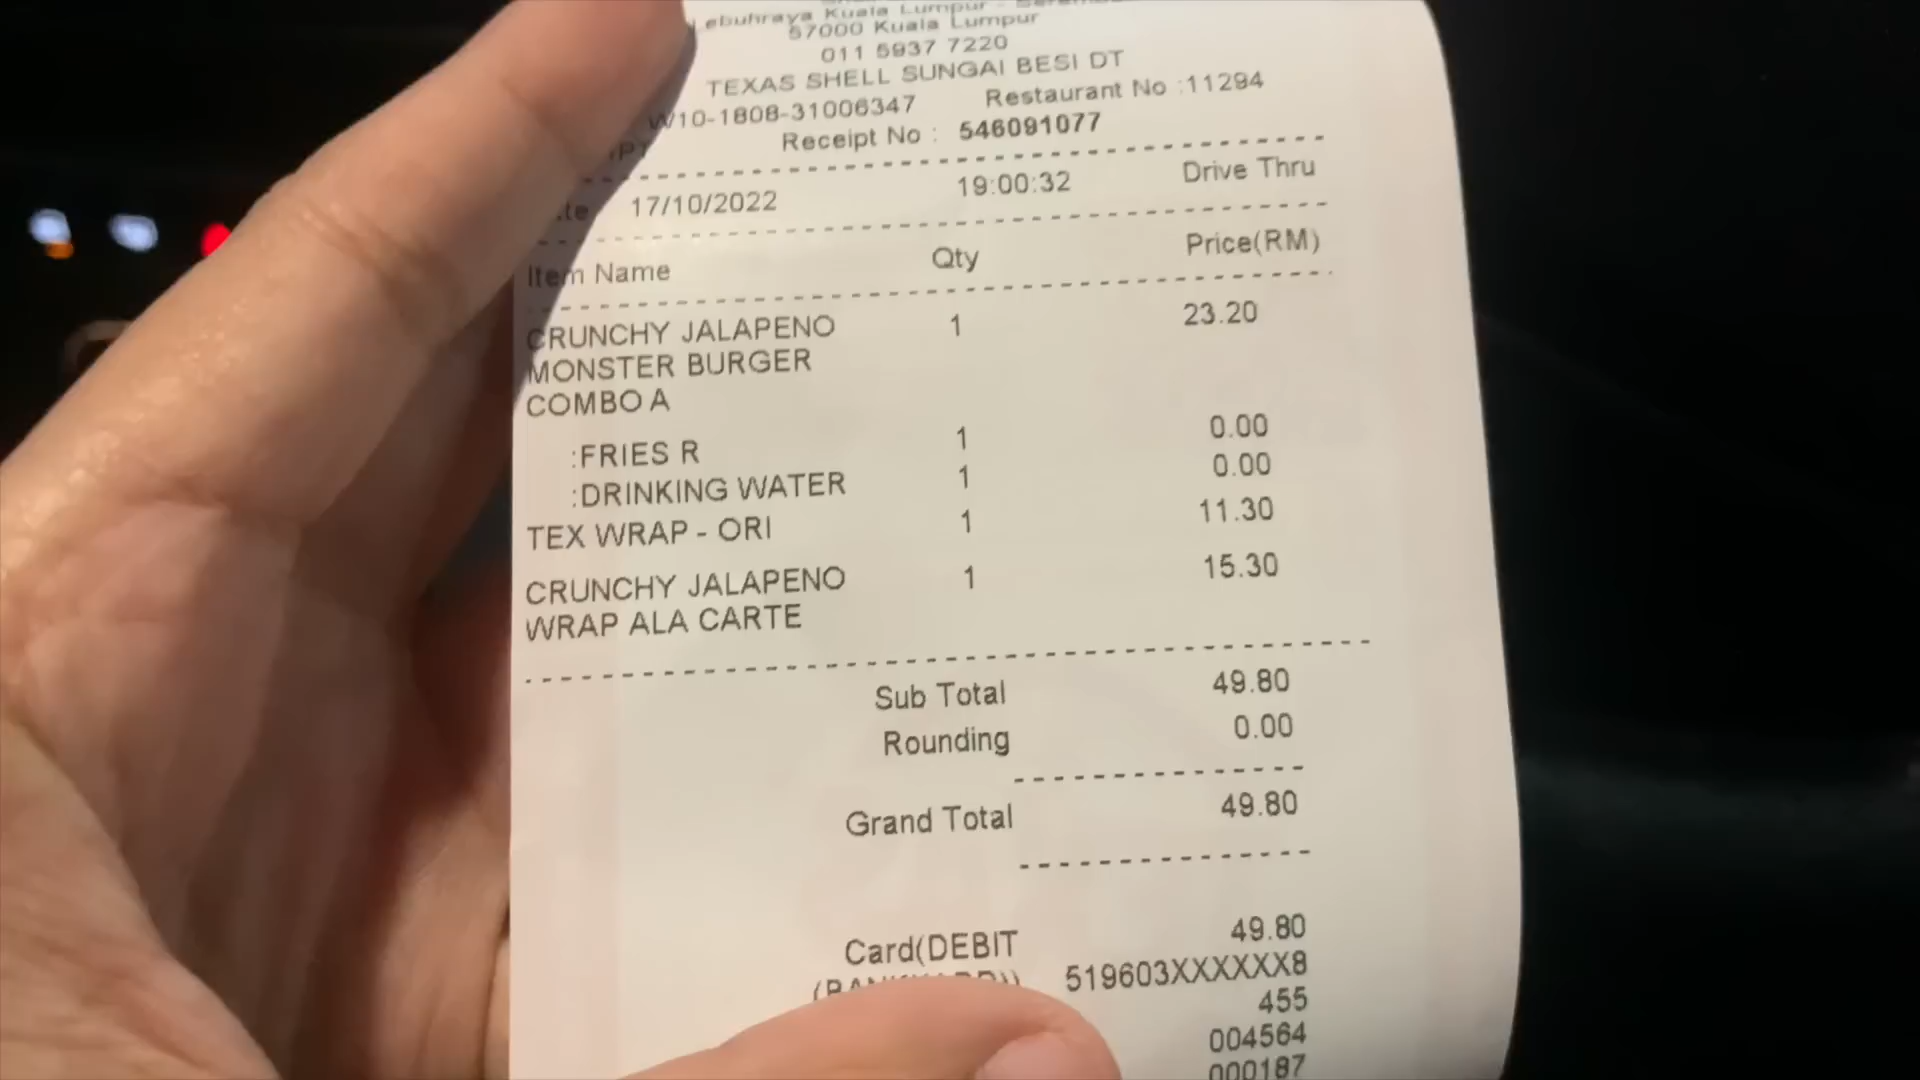 Lebuhraya Kuala Lumpur -
57000 Kuala Lumpur
011 5937 7220
TEXAS SHELL SUNGAI BESI DT
W10-1808-31006347 Restaurant No :11294
Receipt No : 546091077
17/10/2022 19:00:32 Drive Thru
Item Name Qty Price(RM)
CRUNCHY JALAPENO 1 23.20
MONSTER BURGER
COMBO A
:FRIES R 1 0.00
:DRINKING WATER 1 0.00
TEX WRAP - ORI 1 11.30
CRUNCHY JALAPENO 1 15.30
WRAP ALA CARTE
Sub Total 49.80
Rounding 0.00
Grand Total 49.80
Card(DEBIT 49.80
519603XXXXXX8
455
004564
000187